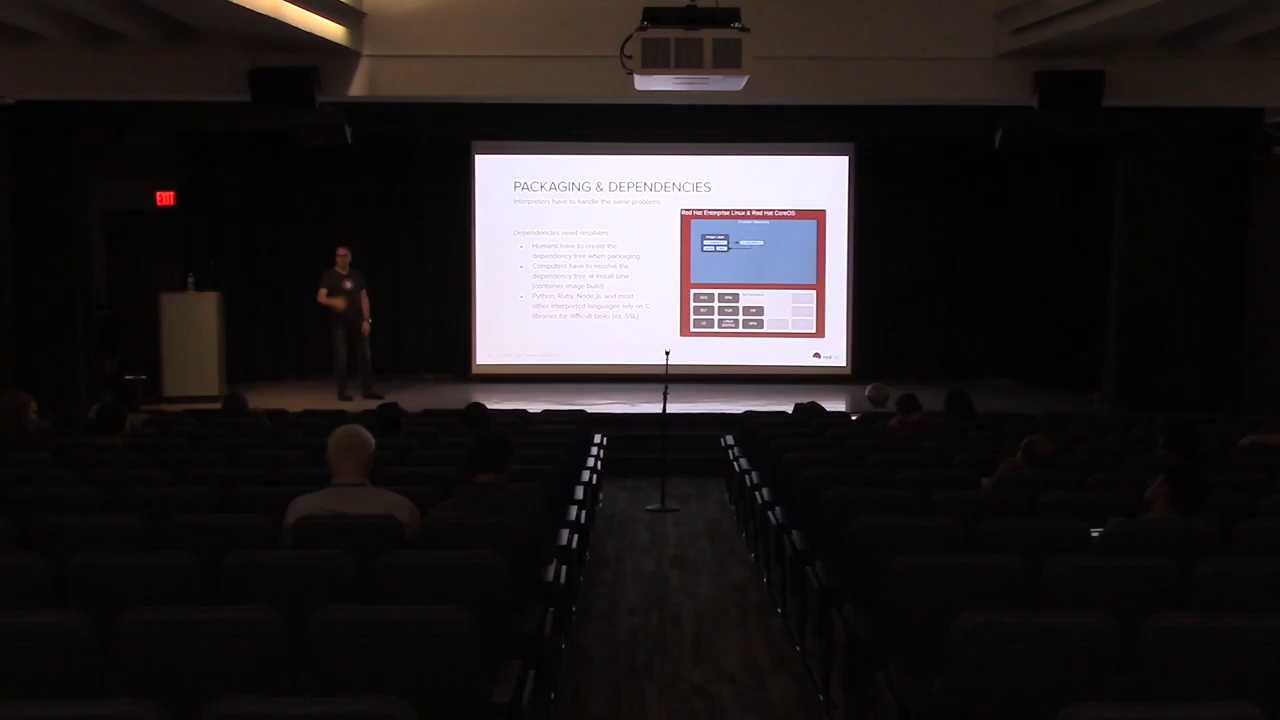 EXIT
PACKAGING & DEPENDENCIES
Interpreters have to handle the same problems
Dependencies need resolvers:
• Humans have to create the
dependency tree when packaging
• Computers have to resolve the
dependency tree at install time
(container image build)
• Python, Ruby, Node.js, and most
other interpreted languages rely on C
libraries for difficult tasks (ex. SSL)
Red Hat Enterprise Linux & Red Hat CoreOS
Image Layer